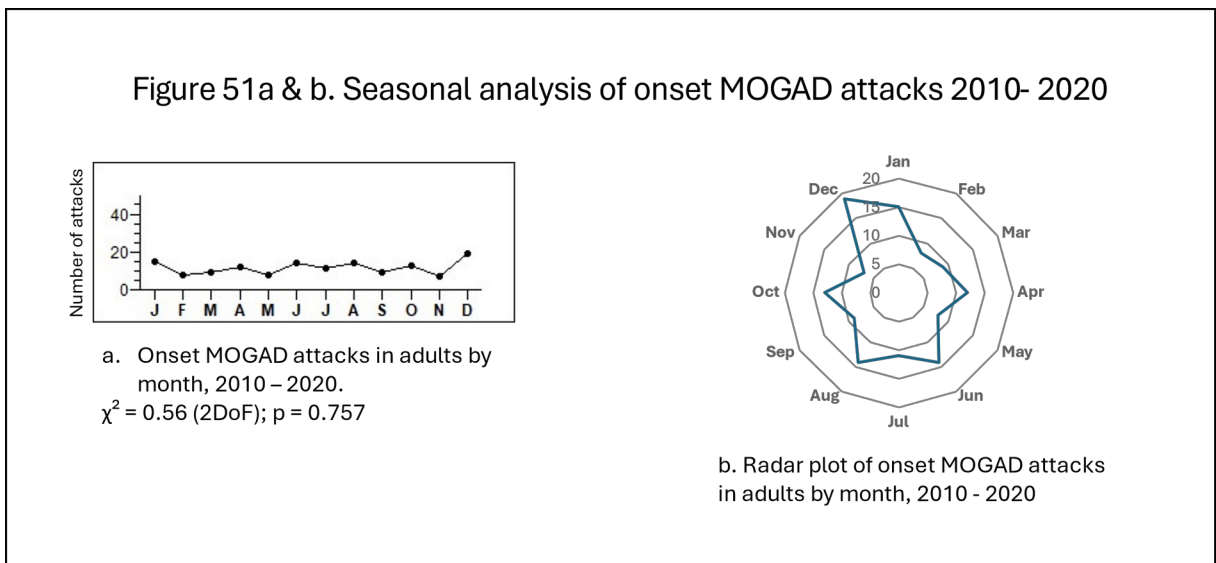 Figure 51a & b. Seasonal analysis of onset MOGAD attacks 2010- 2020
Number of attacks
40
20
0
J F M A M J J A S O N D
a. Onset MOGAD attacks in adults by
month, 2010 – 2020.
χ² = 0.56 (2DoF); p = 0.757
Jan
Feb
Mar
Apr
May
Jun
Jul
Aug
Sep
Oct
Nov
Dec
20
15
10
5
0
b. Radar plot of onset MOGAD attacks
in adults by month, 2010 - 2020